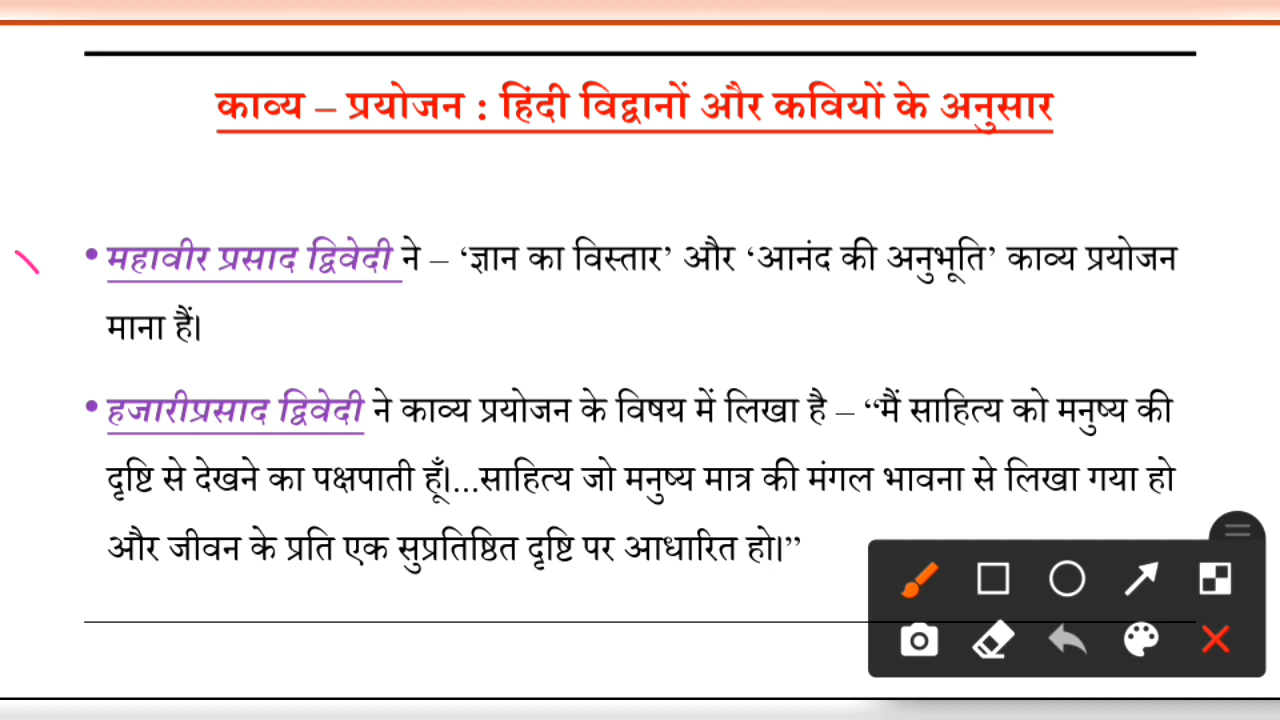 काव्य – प्रयोजन : हिंदी विद्वानों और कवियों के अनुसार
• महावीर प्रसाद द्विवेदी ने – ‘ज्ञान का विस्तार’ और ‘आनंद की अनुभूति’ काव्य प्रयोजन
माना हैं।
• हजारीप्रसाद द्विवेदी ने काव्य प्रयोजन के विषय में लिखा है – “मैं साहित्य को मनुष्य की
दृष्टि से देखने का पक्षपाती हूँ।...साहित्य जो मनुष्य मात्र की मंगल भावना से लिखा गया हो
और जीवन के प्रति एक सुप्रतिष्ठित दृष्टि पर आधारित हो।”